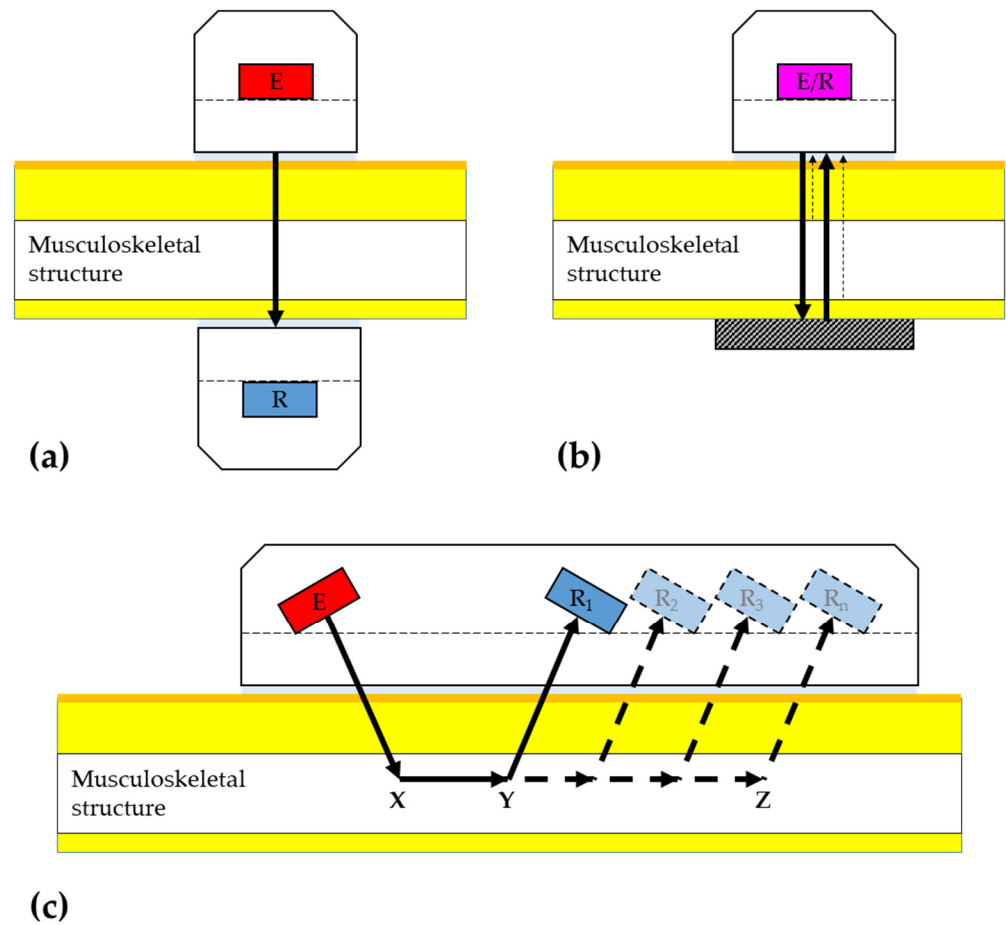 E
E/R
Musculoskeletal
structure
Musculoskeletal
structure
R
(a)
(b)
E
R1
R2
R3
Rn
Musculoskeletal
structure
X
Y
Z
(c)